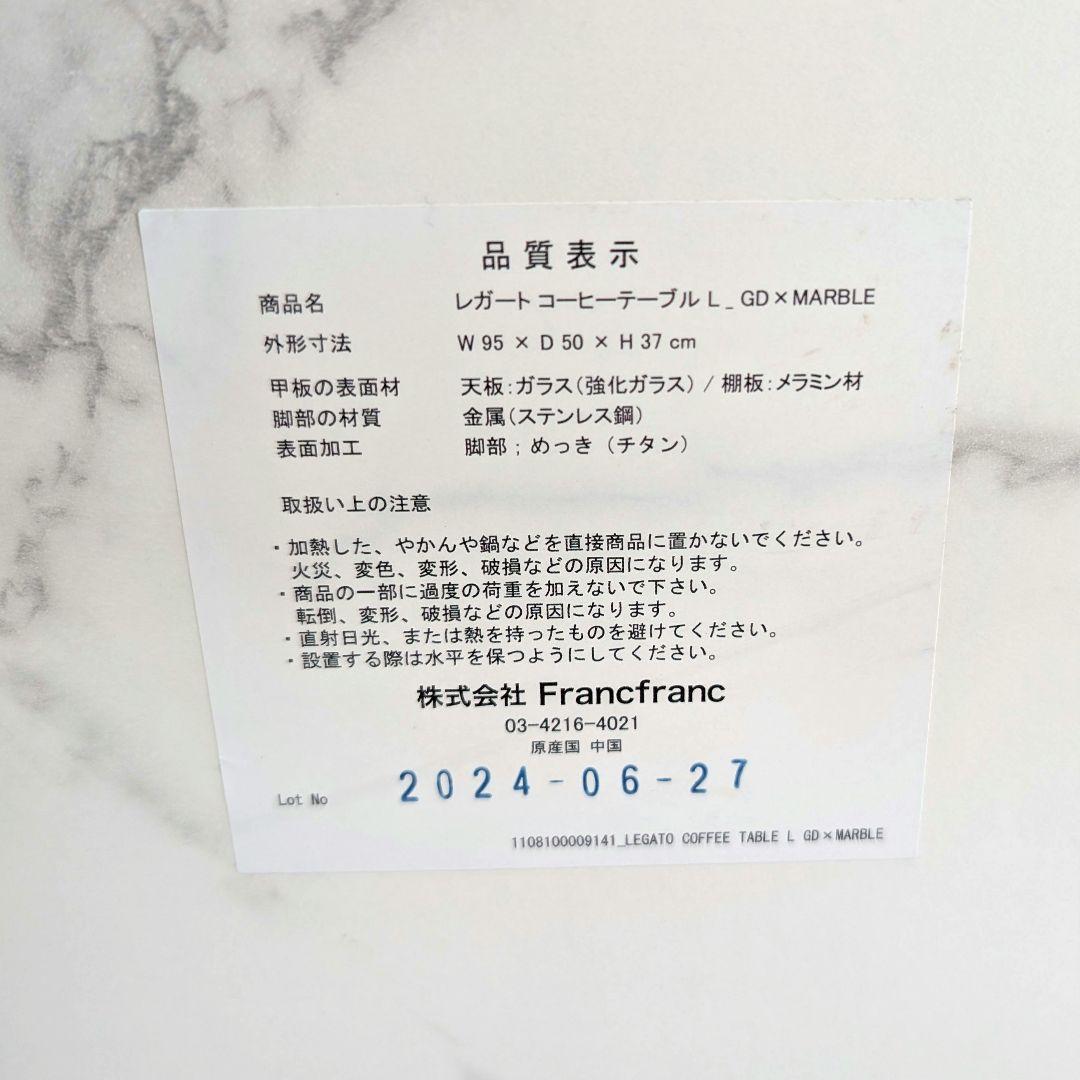 品質表示
商品名 レガート コーヒーテーブル L _ GD×MARBLE
外形寸法 W 95 × D 50 × H 37 cm
甲板の表面材 天板:ガラス(強化ガラス) / 棚板:メラミン材
脚部の材質 金属(ステンレス鋼)
表面加工 脚部 ; めっき (チタン)
取扱い上の注意
・加熱した、やかんや鍋などを直接商品に置かないでください。
火災、変色、変形、破損などの原因になります。
・商品の一部に過度の荷重を加えないで下さい。
転倒、変形、破損などの原因になります。
・直射日光、または熱を持ったものを避けてください。
・設置する際は水平を保つようにしてください。
株式会社 Francfranc
03-4216-4021
原産国 中国
Lot No 2024-06-27
1108100009141_LEGATO COFFEE TABLE L GD×MARBLE